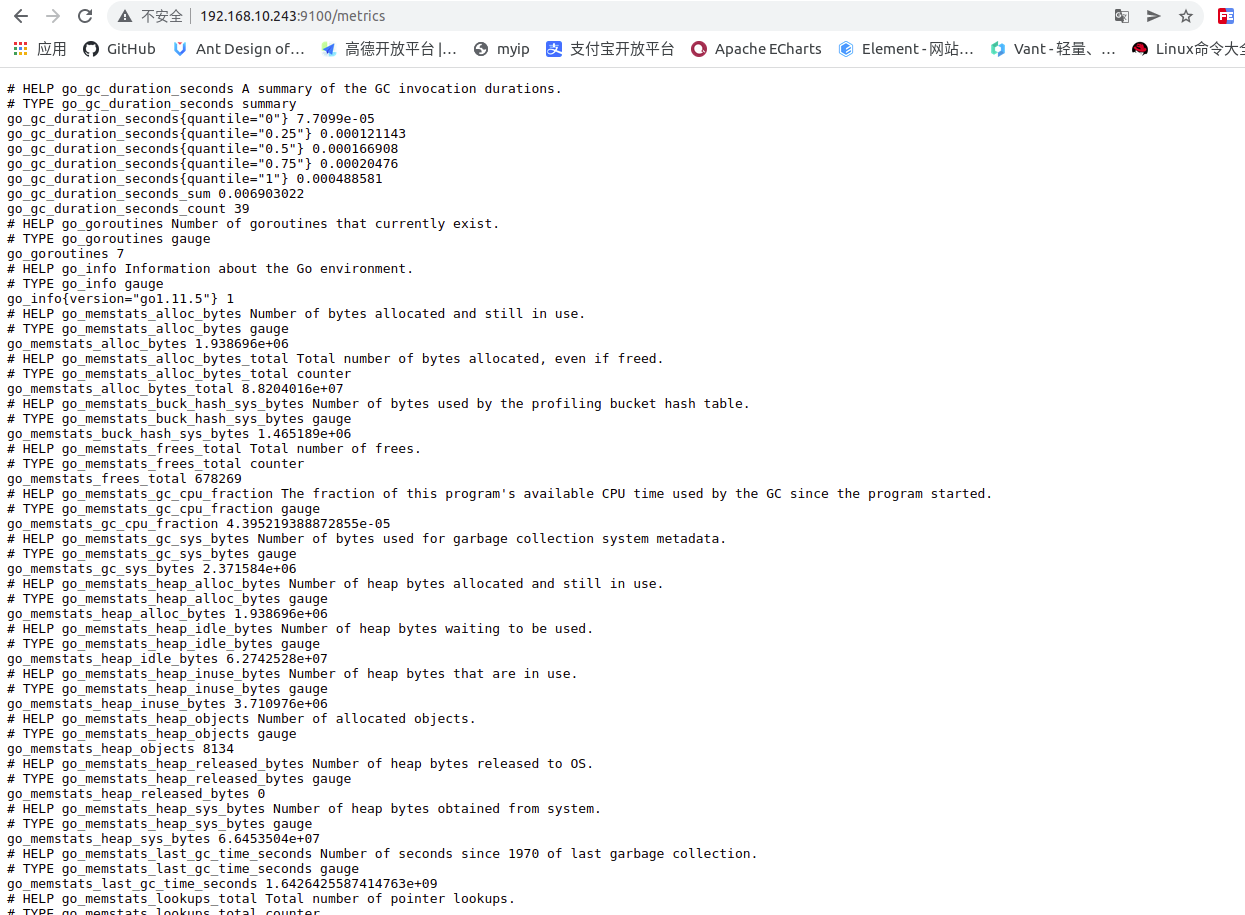 不安全 192.168.10.243:9100/metrics
应用 GitHub Ant Design of… 高德开放平台 |… myip 支付宝开放平台 Apache ECharts Element - 网站… Vant - 轻量、… Linux命令大全
# HELP go_gc_duration_seconds A summary of the GC invocation durations.
# TYPE go_gc_duration_seconds summary
go_gc_duration_seconds{quantile="0"} 7.7099e-05
go_gc_duration_seconds{quantile="0.25"} 0.000121143
go_gc_duration_seconds{quantile="0.5"} 0.000166908
go_gc_duration_seconds{quantile="0.75"} 0.00020476
go_gc_duration_seconds{quantile="1"} 0.000488581
go_gc_duration_seconds_sum 0.006903022
go_gc_duration_seconds_count 39
# HELP go_goroutines Number of goroutines that currently exist.
# TYPE go_goroutines gauge
go_goroutines 7
# HELP go_info Information about the Go environment.
# TYPE go_info gauge
go_info{version="go1.11.5"} 1
# HELP go_memstats_alloc_bytes Number of bytes allocated and still in use.
# TYPE go_memstats_alloc_bytes gauge
go_memstats_alloc_bytes 1.938696e+06
# HELP go_memstats_alloc_bytes_total Total number of bytes allocated, even if freed.
# TYPE go_memstats_alloc_bytes_total counter
go_memstats_alloc_bytes_total 8.8204016e+07
# HELP go_memstats_buck_hash_sys_bytes Number of bytes used by the profiling bucket hash table.
# TYPE go_memstats_buck_hash_sys_bytes gauge
go_memstats_buck_hash_sys_bytes 1.465189e+06
# HELP go_memstats_frees_total Total number of frees.
# TYPE go_memstats_frees_total counter
go_memstats_frees_total 678269
# HELP go_memstats_gc_cpu_fraction The fraction of this program's available CPU time used by the GC since the program started.
# TYPE go_memstats_gc_cpu_fraction gauge
go_memstats_gc_cpu_fraction 4.395219388872855e-05
# HELP go_memstats_gc_sys_bytes Number of bytes used for garbage collection system metadata.
# TYPE go_memstats_gc_sys_bytes gauge
go_memstats_gc_sys_bytes 2.371584e+06
# HELP go_memstats_heap_alloc_bytes Number of heap bytes allocated and still in use.
# TYPE go_memstats_heap_alloc_bytes gauge
go_memstats_heap_alloc_bytes 1.938696e+06
# HELP go_memstats_heap_idle_bytes Number of heap bytes waiting to be used.
# TYPE go_memstats_heap_idle_bytes gauge
go_memstats_heap_idle_bytes 6.2742528e+07
# HELP go_memstats_heap_inuse_bytes Number of heap bytes that are in use.
# TYPE go_memstats_heap_inuse_bytes gauge
go_memstats_heap_inuse_bytes 3.710976e+06
# HELP go_memstats_heap_objects Number of allocated objects.
# TYPE go_memstats_heap_objects gauge
go_memstats_heap_objects 8134
# HELP go_memstats_heap_released_bytes Number of heap bytes released to OS.
# TYPE go_memstats_heap_released_bytes gauge
go_memstats_heap_released_bytes 0
# HELP go_memstats_heap_sys_bytes Number of heap bytes obtained from system.
# TYPE go_memstats_heap_sys_bytes gauge
go_memstats_heap_sys_bytes 6.6453504e+07
# HELP go_memstats_last_gc_time_seconds Number of seconds since 1970 of last garbage collection.
# TYPE go_memstats_last_gc_time_seconds gauge
go_memstats_last_gc_time_seconds 1.6426425587414763e+09
# HELP go_memstats_lookups_total Total number of pointer lookups.
# TYPE go_memstats_lookups_total counter